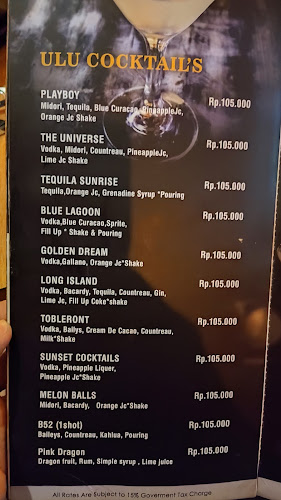 ULU COCKTAIL'S
PLAYBOY Rp.105.000
Midori, Tequila, Blue Curacao, PineappleJc,
Orange Jc Shake
THE UNIVERSE Rp.105.000
Vodka, Midori, Countreau, PineappleJc,
Lime Jc Shake
TEQUILA SUNRISE Rp.105.000
Tequila,Orange Jc, Grenadine Syrup *Pouring
BLUE LAGOON Rp.105.000
Vodka,Blue Curacao,Sprite,
Fill Up * Shake & Pouring
GOLDEN DREAM Rp.105.000
Vodka,Galiano, Orange Jc*Shake
LONG ISLAND Rp.105.000
Vodka, Bacardy, Tequila, Countreau, Gin,
Lime Jc, Fill Up Coke*shake
TOBLERONT Rp.105.000
Vodka, Bailys, Cream De Cacao, Countreau,
Milk*Shake
SUNSET COCKTAILS Rp.105.000
Vodka, Pineapple Liquer,
Pineapple Jc*Shake
MELON BALLS Rp.105.000
Midori, Bacardy, Orange Jc*Shake
B52 (1shot) Rp.105.000
Baileys, Countreau, Kahlua, Pouring
Pink Dragon Rp.105.000
Dragon fruit, Rum, Simple syrup , Lime juice
All Rates Are Subject to 15% Goverment Tax Charge